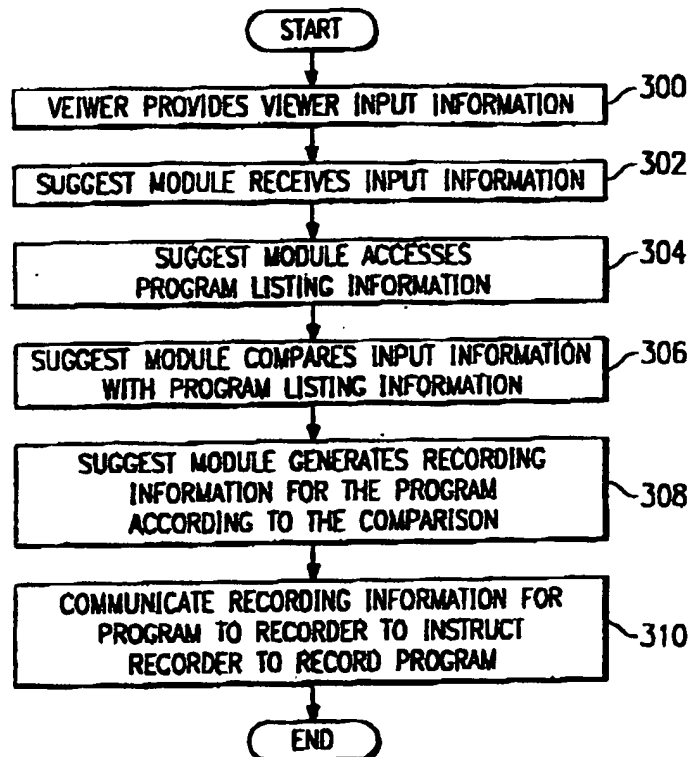 START
VEIWER PROVIDES VIEWER INPUT INFORMATION
300
SUGGEST MODULE RECEIVES INPUT INFORMATION
302
SUGGEST MODULE ACCESSES
PROGRAM LISTING INFORMATION
304
SUGGEST MODULE COMPARES INPUT INFORMATION
WITH PROGRAM LISTING INFORMATION
306
SUGGEST MODULE GENERATES RECORDING
INFORMATION FOR THE PROGRAM
ACCORDING TO THE COMPARISON
308
COMMUNICATE RECORDING INFORMATION FOR
PROGRAM TO RECORDER TO INSTRUCT
RECORDER TO RECORD PROGRAM
310
END